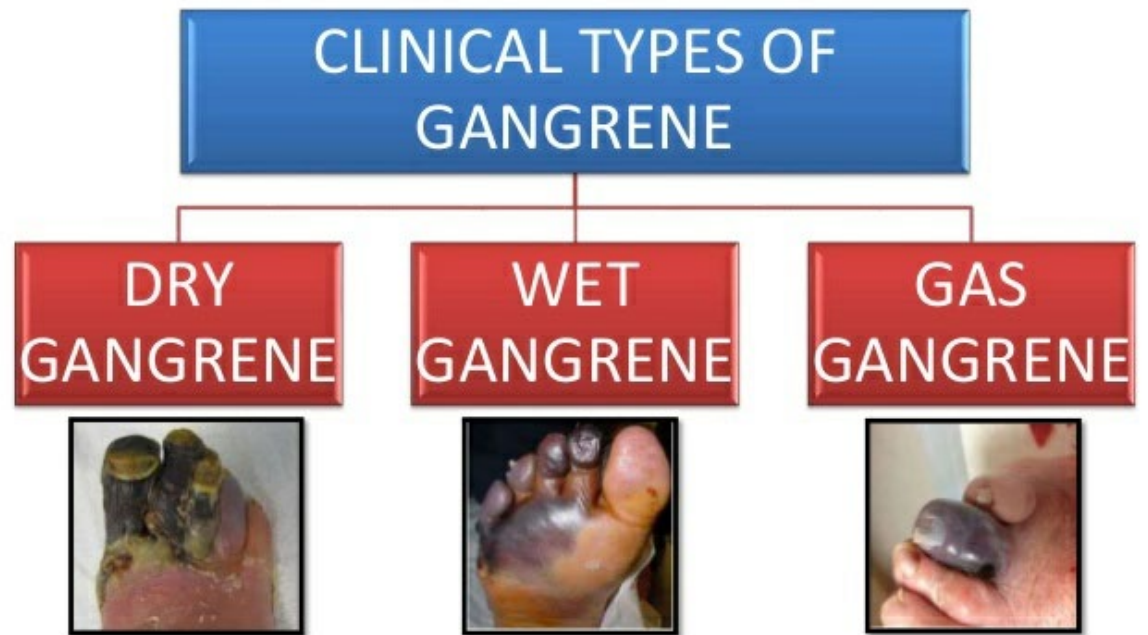 CLINICAL TYPES OF
GANGRENE
DRY
GANGRENE
WET
GANGRENE
GAS
GANGRENE